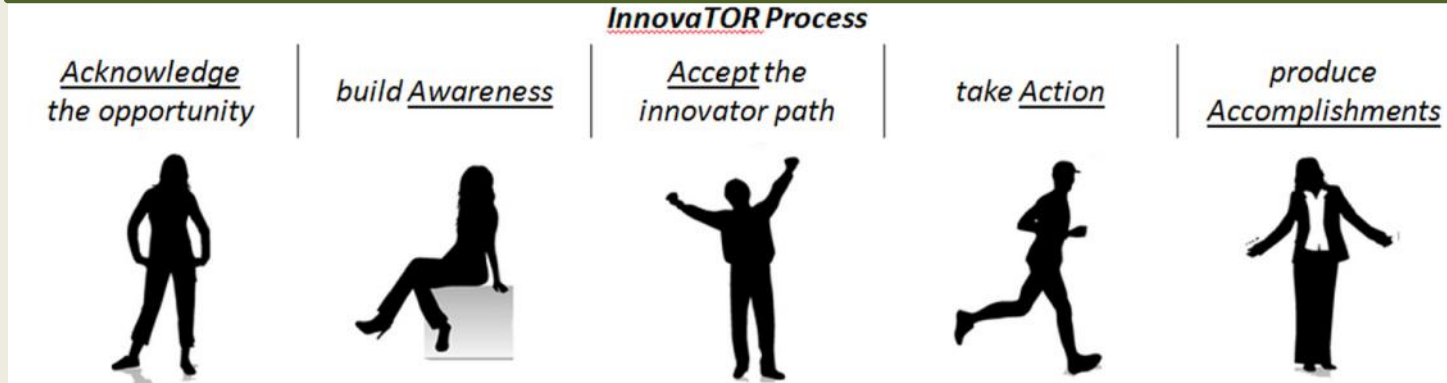 InnovaTOR Process
Acknowledge
the opportunity
build Awareness
Accept the
innovator path
take Action
produce
Accomplishments